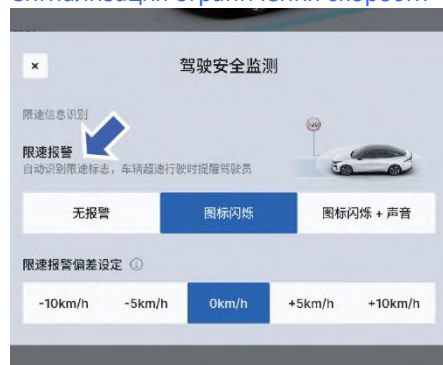 Сигнализация ограничения скорости
× 驾驶安全监测
限速信息识别
限速报警
自动识别限速标志，车辆超速行驶时提醒驾驶员
无报警 图标闪烁 图标闪烁 + 声音
限速报警偏差设定 ⓘ
-10km/h -5km/h 0km/h +5km/h +10km/h